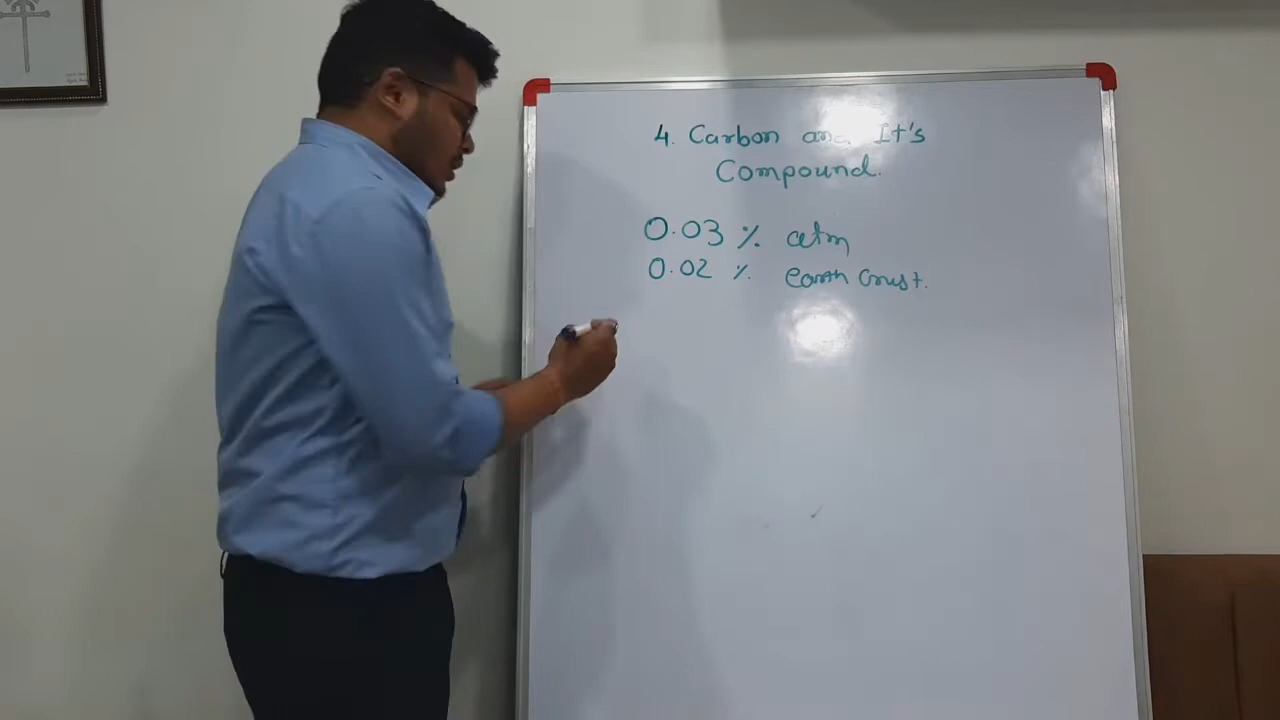 4. Carbon and It's
Compound.
0.03 % atm
0.02 % earth crust.